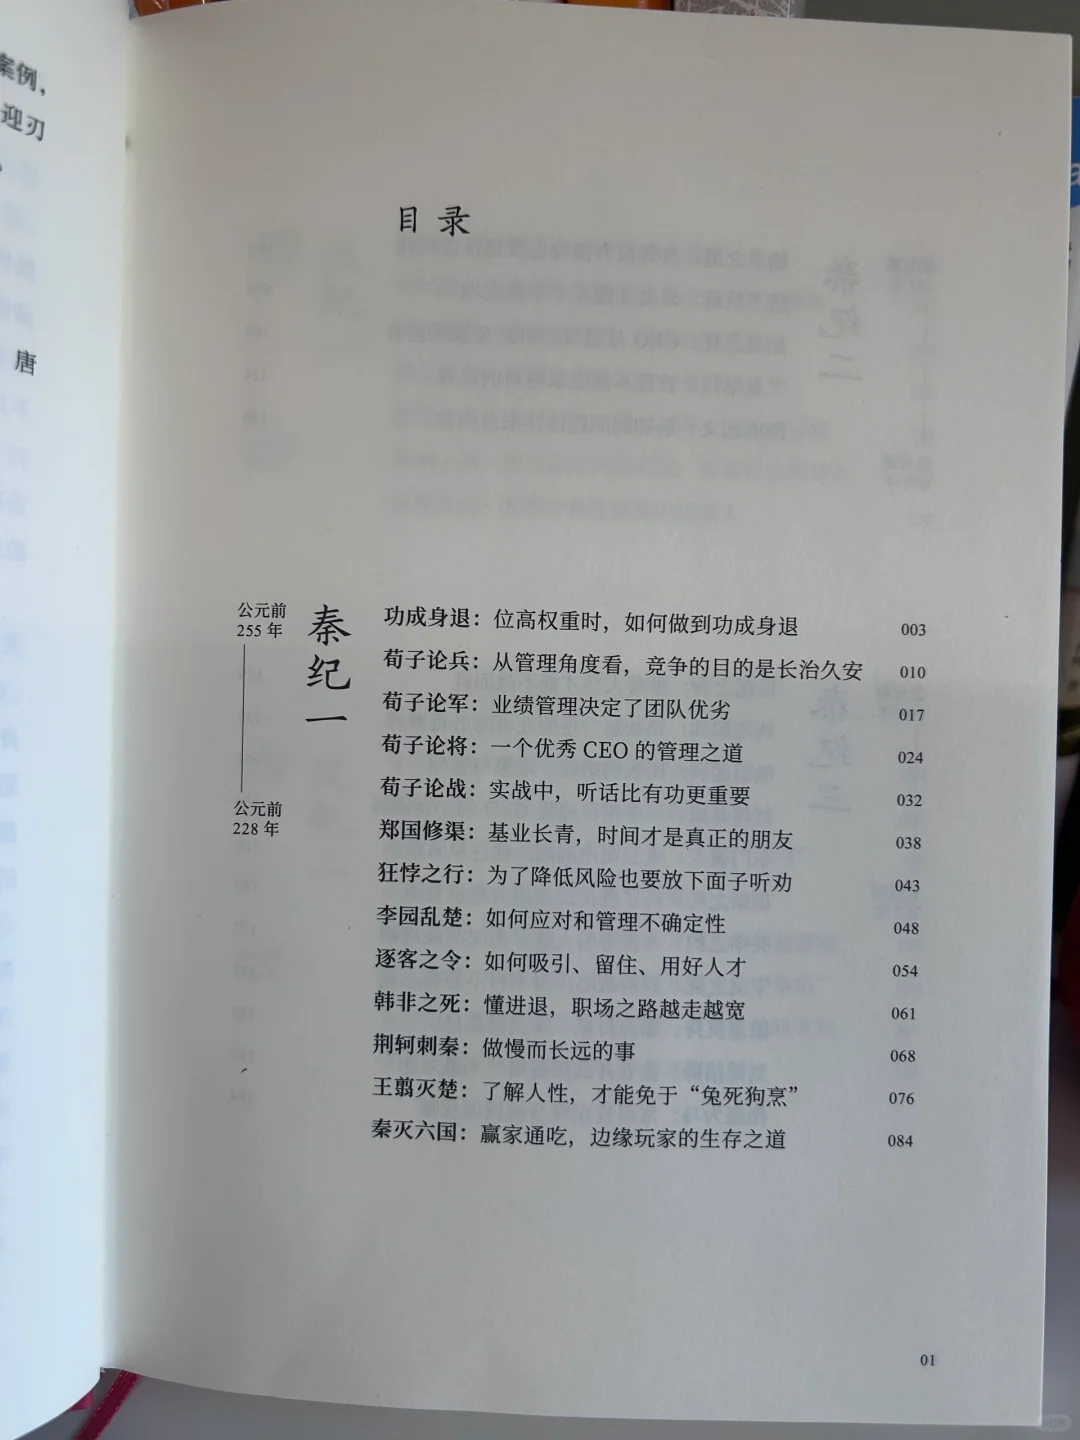 案例，
迎刃
唐
目录
公元前
255 年
公元前
228 年
秦纪一
功成身退：位高权重时，如何做到功成身退 003
荀子论兵：从管理角度看，竞争的目的是长治久安 010
荀子论军：业绩管理决定了团队优劣 017
荀子论将：一个优秀 CEO 的管理之道 024
荀子论战：实战中，听话比有功更重要 032
郑国修渠：基业长青，时间才是真正的朋友 038
狂悖之行：为了降低风险也要放下面子听劝 043
李园乱楚：如何应对和管理不确定性 048
逐客之令：如何吸引、留住、用好人才 054
韩非之死：懂进退，职场之路越走越宽 061
荆轲刺秦：做慢而长远的事 068
王翦灭楚：了解人性，才能免于“兔死狗烹” 076
秦灭六国：赢家通吃，边缘玩家的生存之道 084
01